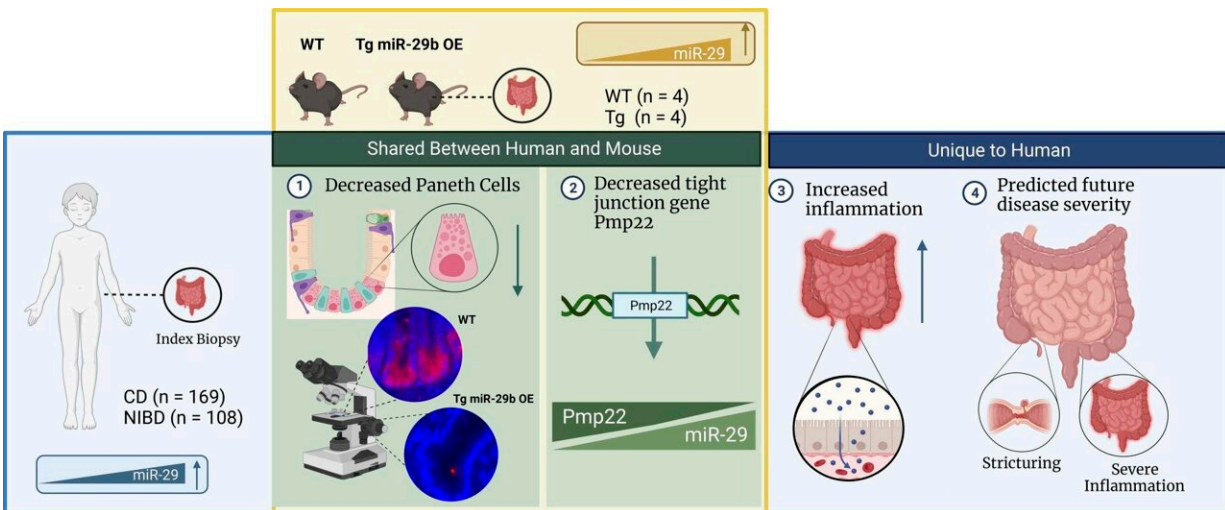 WT
Tg miR-29b OE
miR-29
WT (n = 4)
Tg (n = 4)
Shared Between Human and Mouse
Unique to Human
Index Biopsy
CD (n = 169)
NIBD (n = 108)
miR-29
1 Decreased Paneth Cells
WT
Tg miR-29b OE
2 Decreased tight
junction gene
Pmp22
Pmp22
Pmp22
miR-29
3 Increased
inflammation
4 Predicted future
disease severity
Stricturing
Severe
Inflammation